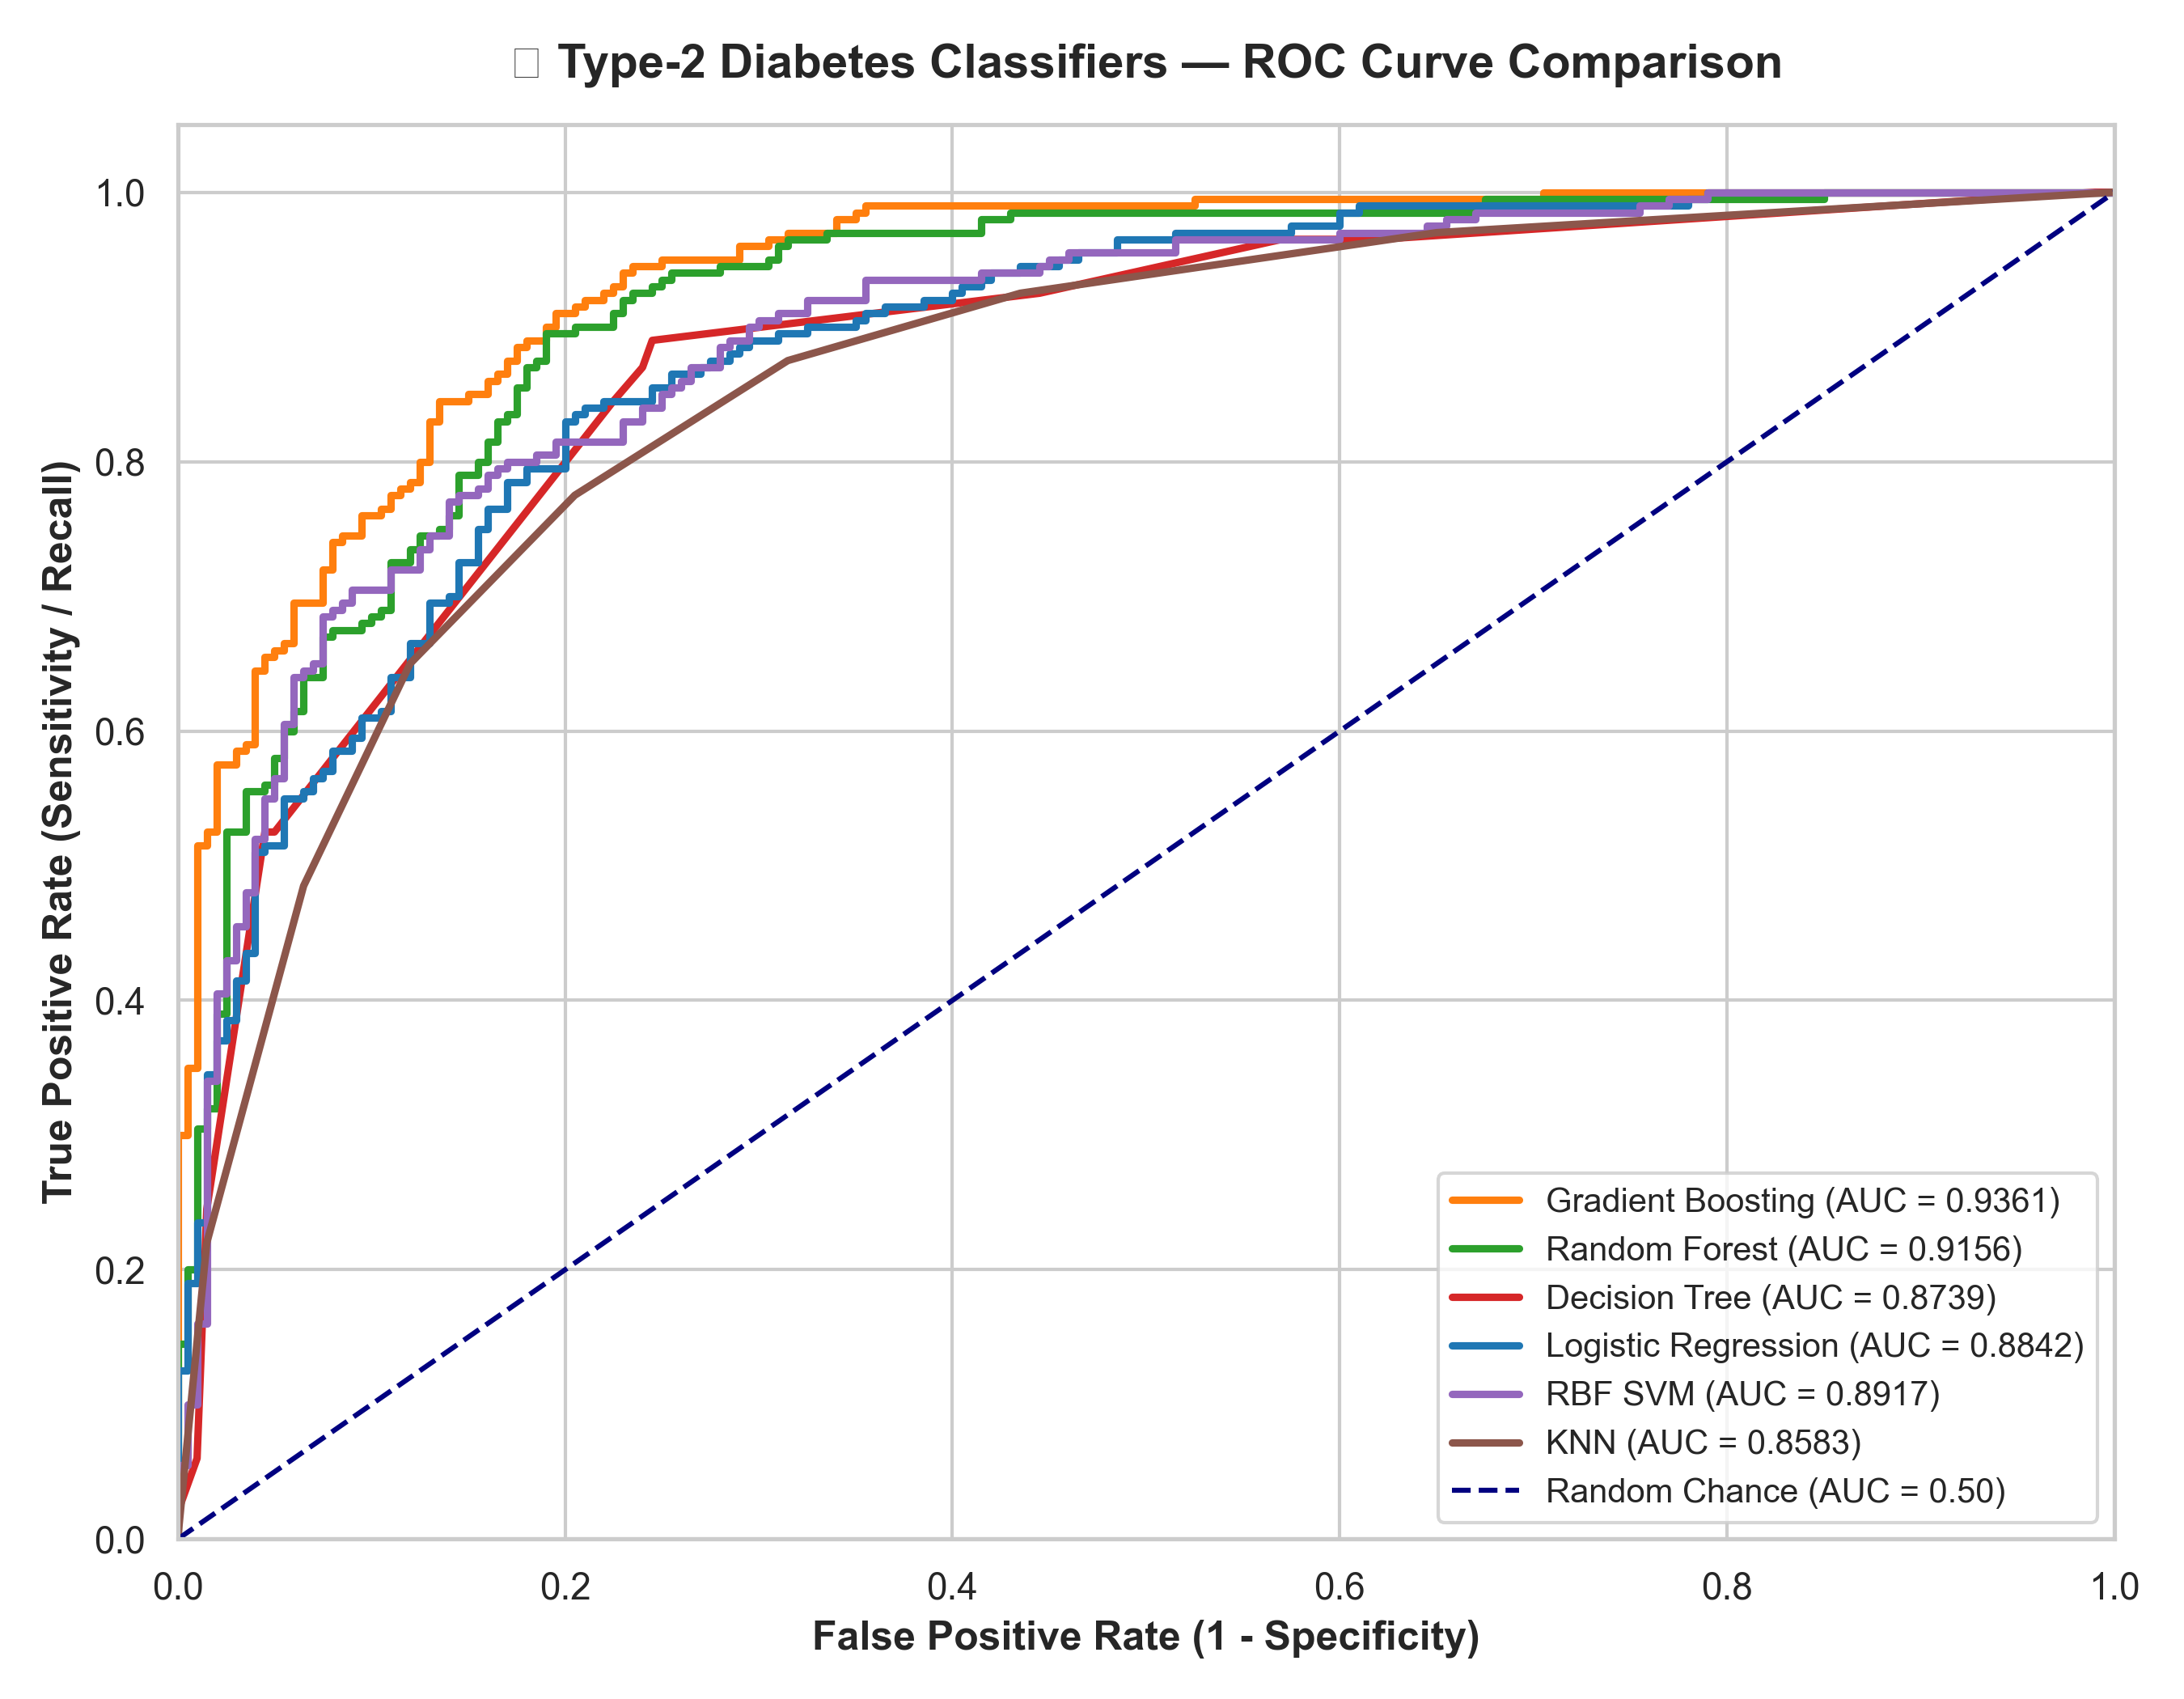 ▯ Type-2 Diabetes Classifiers — ROC Curve Comparison
True Positive Rate (Sensitivity / Recall)
1.0
0.8
0.6
0.4
0.2
0.0
Gradient Boosting (AUC = 0.9361)
Random Forest (AUC = 0.9156)
Decision Tree (AUC = 0.8739)
Logistic Regression (AUC = 0.8842)
RBF SVM (AUC = 0.8917)
KNN (AUC = 0.8583)
Random Chance (AUC = 0.50)
0.0 0.2 0.4 0.6 0.8 1.0
False Positive Rate (1 - Specificity)